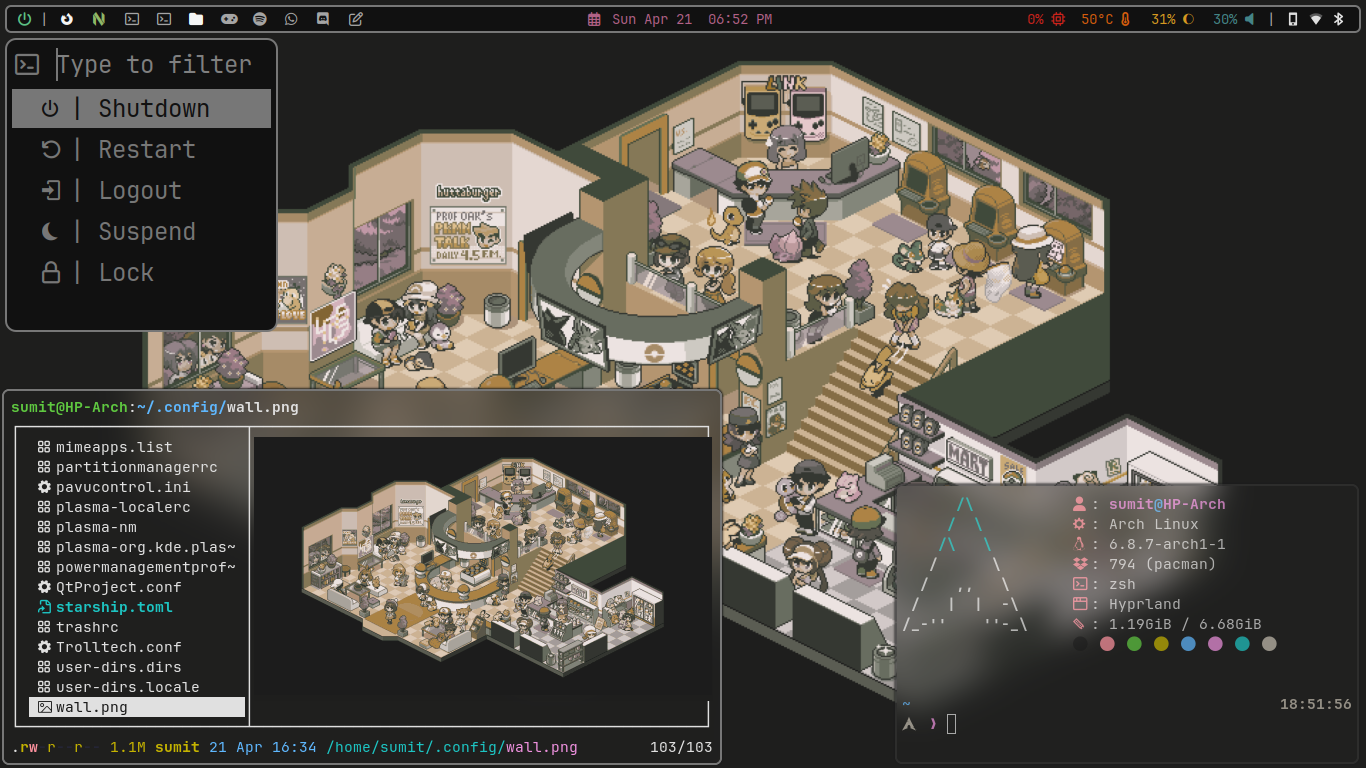 Sun Apr 21 06:52 PM
0%
50°C
31%
30%
Type to filter
Shutdown
Restart
Logout
Suspend
Lock
LINK
PROF OAK'S
PKMN
TALK
DAILY 4.5 F.M.
MART
SALE
sumit@HP-Arch:~/.config/wall.png
mimeapps.list
partitionmanagerrc
pavucontrol.ini
plasma-localerc
plasma-nm
plasma-org.kde.plas~
powermanagementprof~
QtProject.conf
starship.toml
trashrc
Trolltech.conf
user-dirs.dirs
user-dirs.locale
wall.png
.rw-r--r-- 1.1M sumit 21 Apr 16:34 /home/sumit/.config/wall.png 103/103
: sumit@HP-Arch
: Arch Linux
: 6.8.7-arch1-1
: 794 (pacman)
: zsh
: Hyprland
: 1.19GiB / 6.68GiB
~ 18:51:56
❯